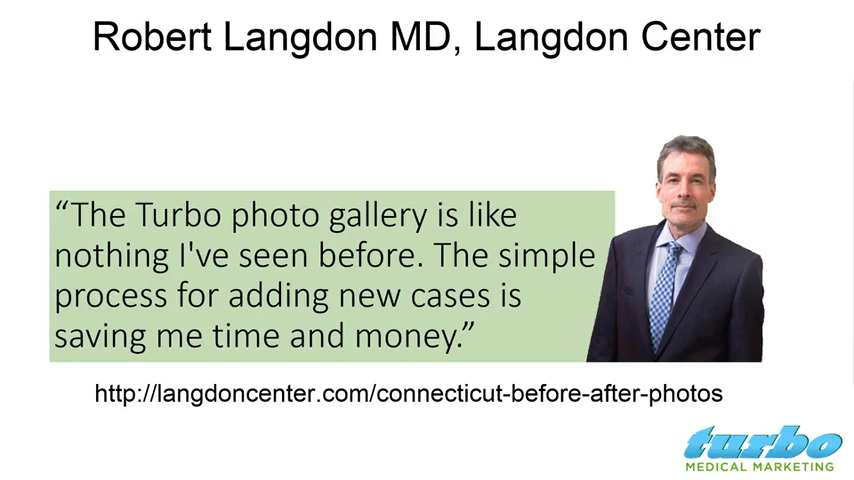 Robert Langdon MD, Langdon Center
“The Turbo photo gallery is like
nothing I've seen before. The simple
process for adding new cases is
saving me time and money.”
http://langdoncenter.com/connecticut-before-after-photos
turbo
MEDICAL MARKETING